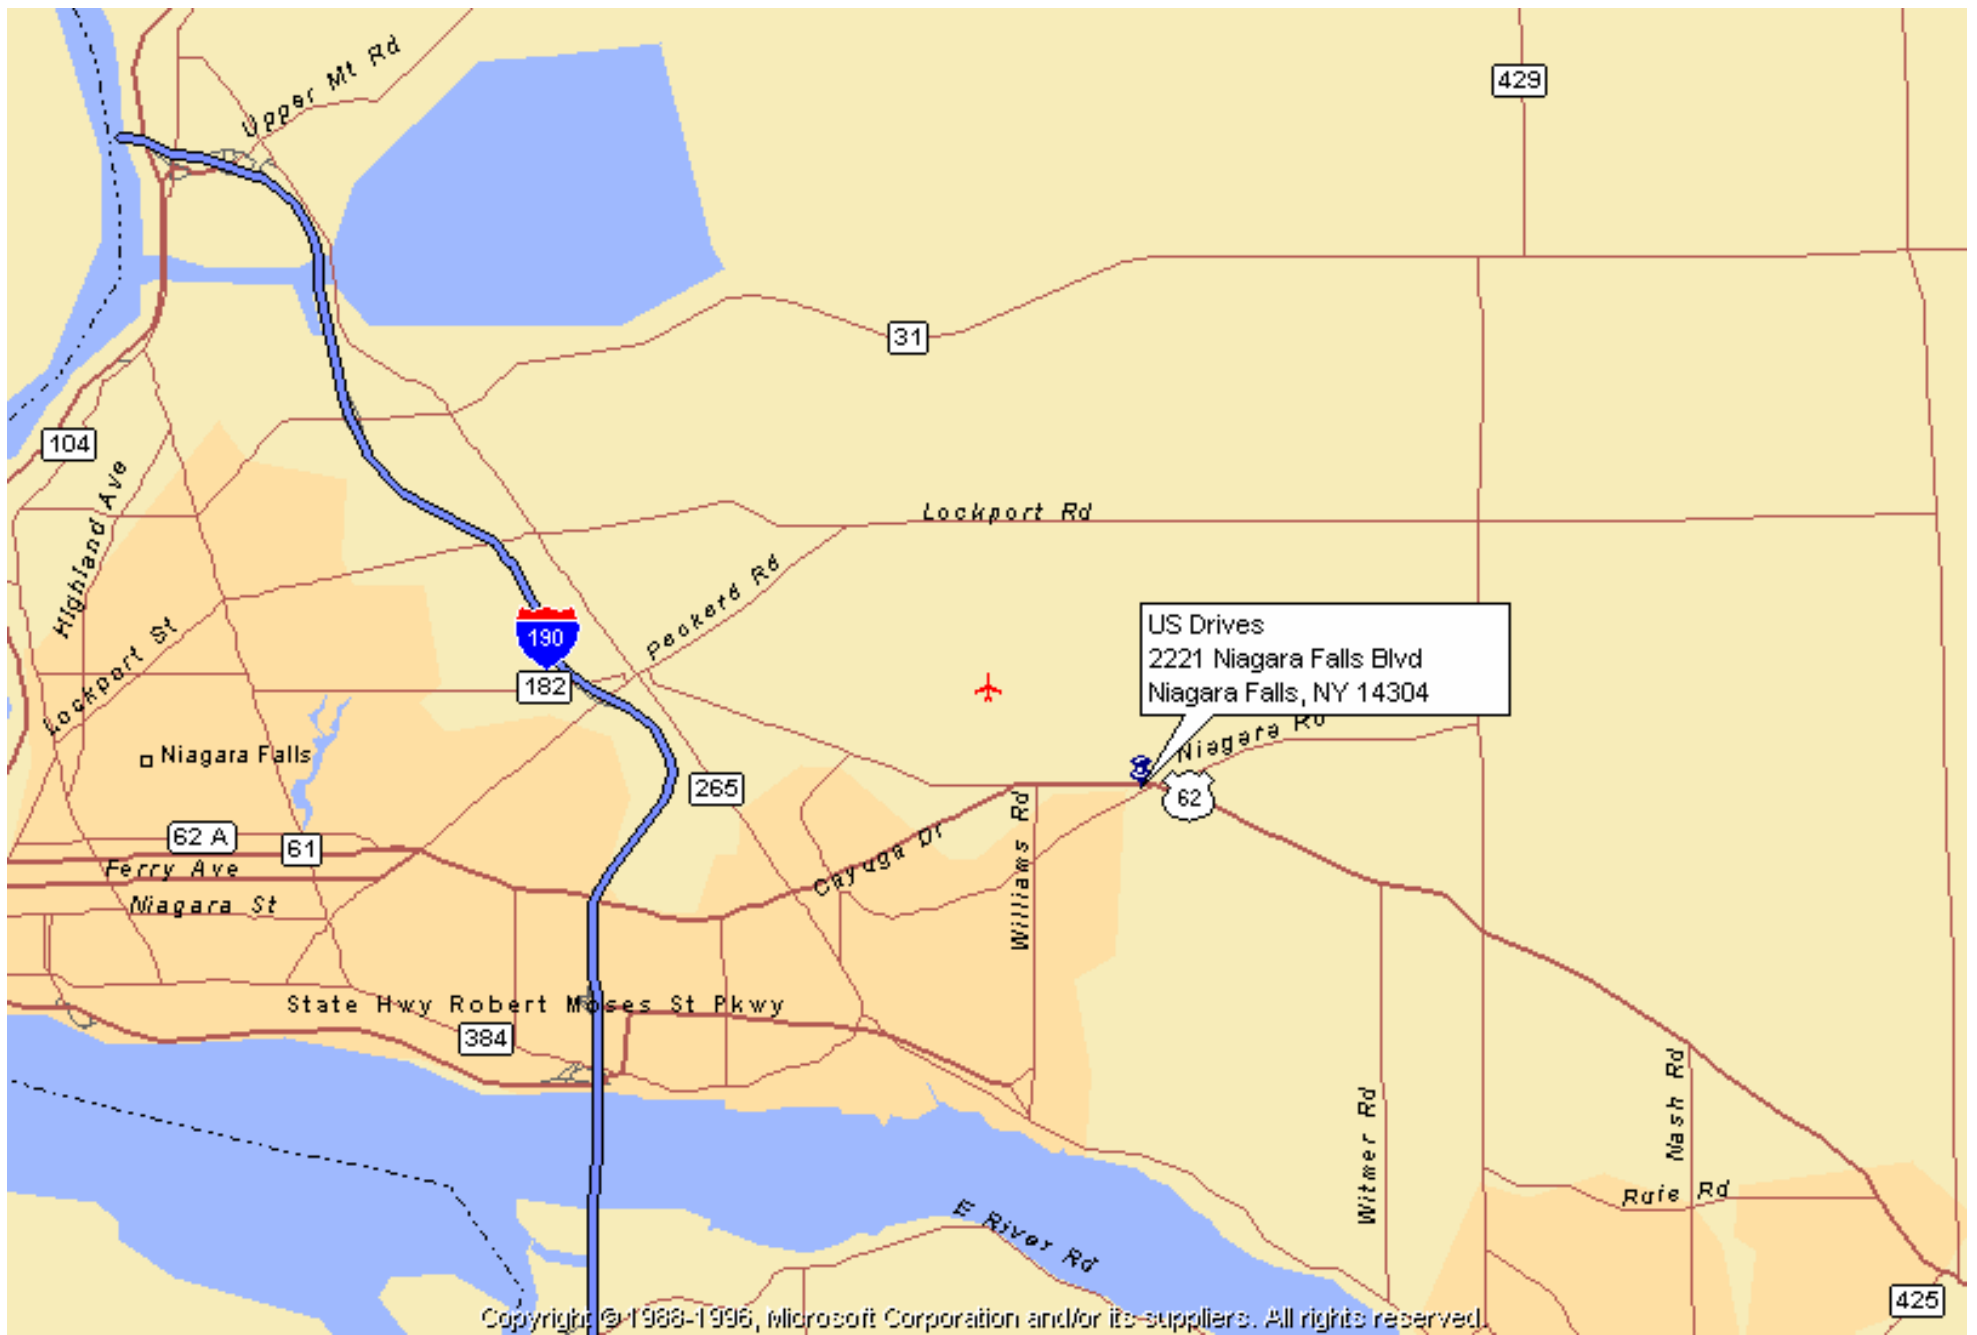 Upper Mt Rd
429
31
104
Lockport Rd
Highland Ave
Packard Rd
190
182
US Drives
2221 Niagara Falls Blvd
Niagara Falls, NY 14304
Lockport St
Niagara Rd
Niagara Falls
265
62
62 A
61
Cayuga Dr
Williams Rd
Ferry Ave
Niagara St
State Hwy Robert Moses St Pkwy
384
Nash Rd
Witmer Rd
Ruie Rd
E River Rd
425
Copyright © 1988-1996, Microsoft Corporation and/or its suppliers. All rights reserved.